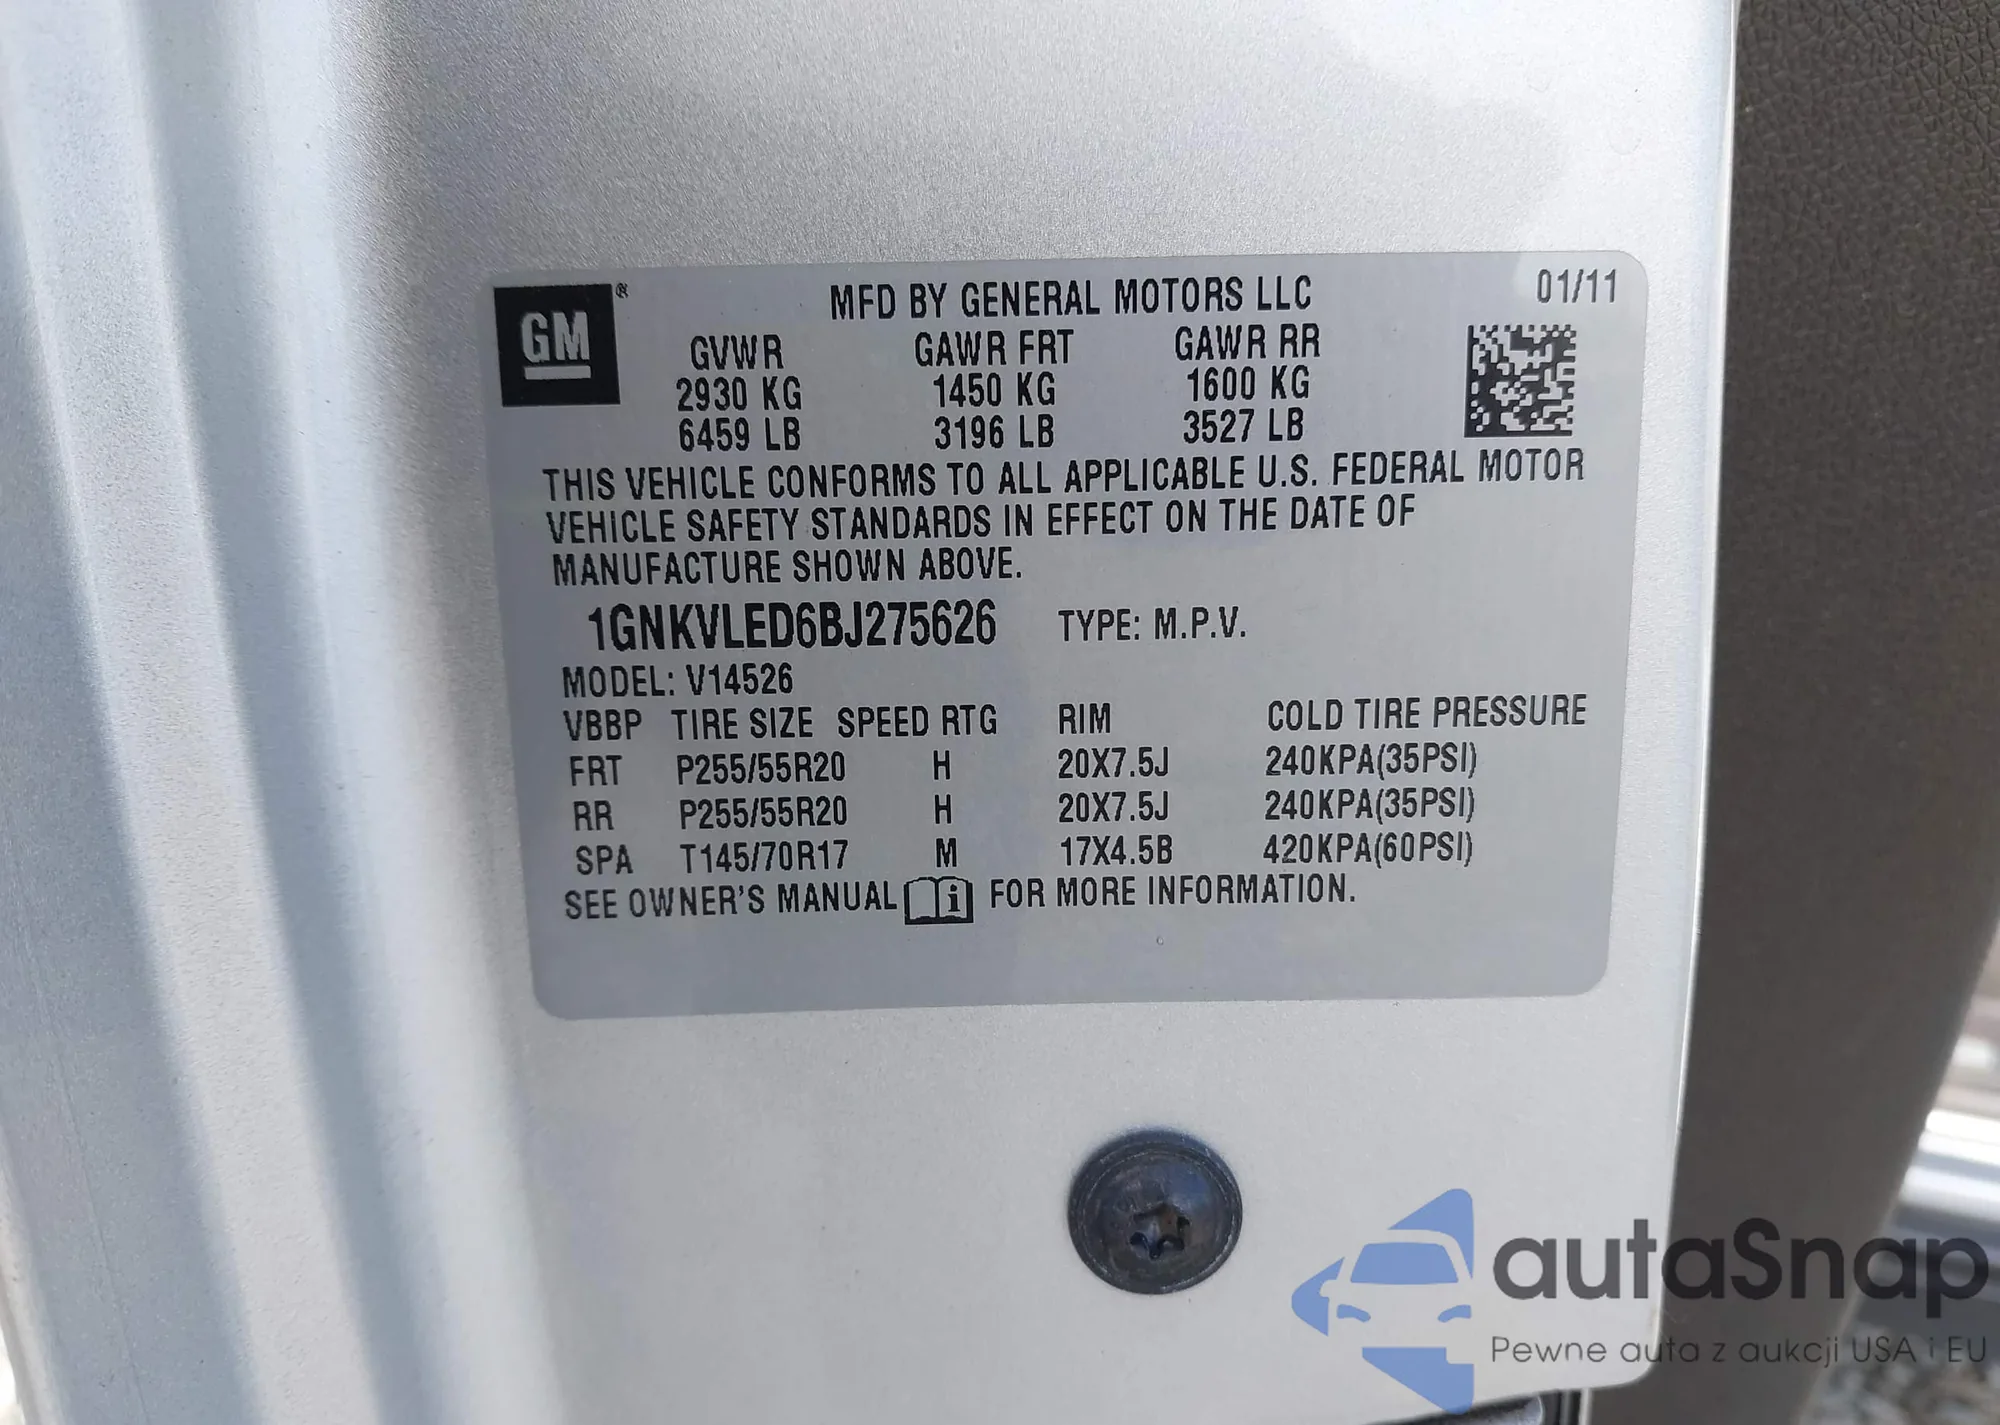 GM® MFD BY GENERAL MOTORS LLC 01/11
GVWR GAWR FRT GAWR RR
2930 KG 1450 KG 1600 KG
6459 LB 3196 LB 3527 LB
THIS VEHICLE CONFORMS TO ALL APPLICABLE U.S. FEDERAL MOTOR
VEHICLE SAFETY STANDARDS IN EFFECT ON THE DATE OF
MANUFACTURE SHOWN ABOVE.
1GNKVLED6BJ275626 TYPE: M.P.V.
MODEL: V14526
VBBP TIRE SIZE SPEED RTG RIM COLD TIRE PRESSURE
FRT P255/55R20 H 20X7.5J 240KPA(35PSI)
RR P255/55R20 H 20X7.5J 240KPA(35PSI)
SPA T145/70R17 M 17X4.5B 420KPA(60PSI)
SEE OWNER'S MANUAL i FOR MORE INFORMATION.
autaSnap
Pewne auta z aukcji USA i EU